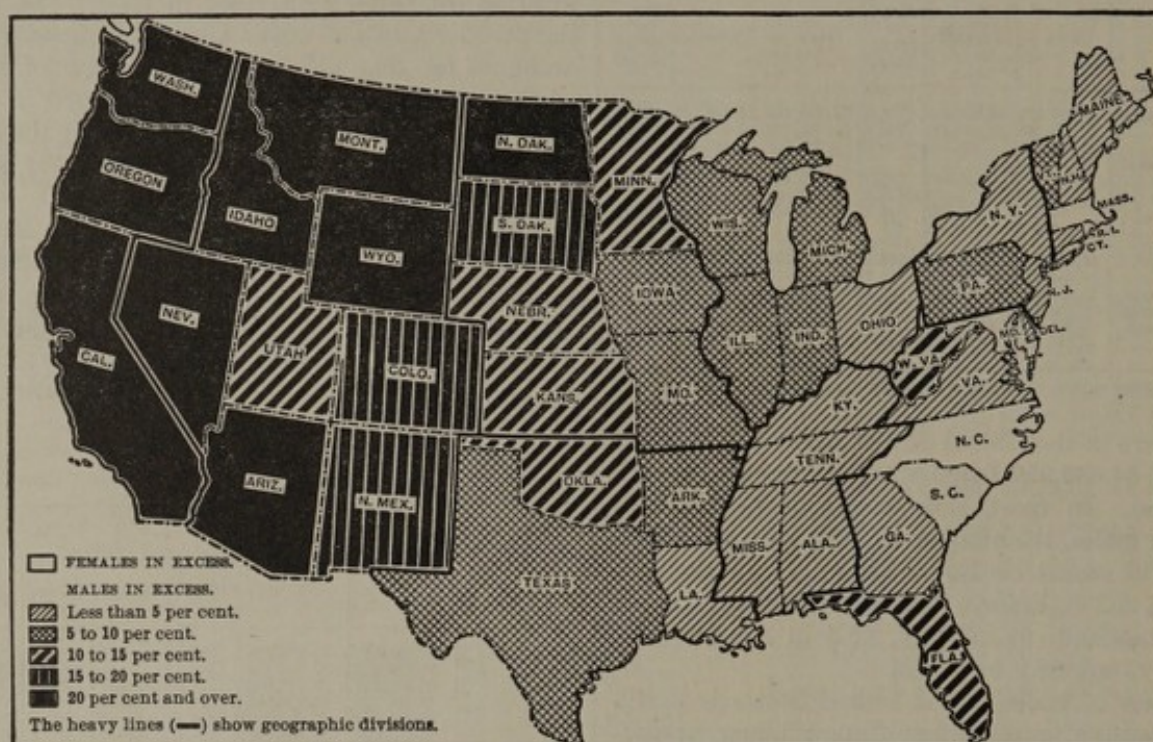 WASH.
MONT.
N. DAK.
MINN.
MAINE
OREGON
IDAHO
S. DAK.
WIS.
N. H.
N. Y.
MASS.
R. I.
CT.
WYO.
MICH.
NEV.
NEBR.
IOWA
PA.
N. J.
CAL.
UTAH
COLO.
KANS.
ILL.
IND.
OHIO
MD.
DEL.
W. VA.
VA.
MO.
KY.
N. C.
TENN.
ARIZ.
N. MEX.
OKLA.
ARK.
S. C.
MISS.
ALA.
GA.
TEXAS
LA.
FLA.
FEMALES IN EXCESS.
MALES IN EXCESS.
Less than 5 per cent.
5 to 10 per cent.
10 to 15 per cent.
15 to 20 per cent.
20 per cent and over.
The heavy lines (━) show geographic divisions.